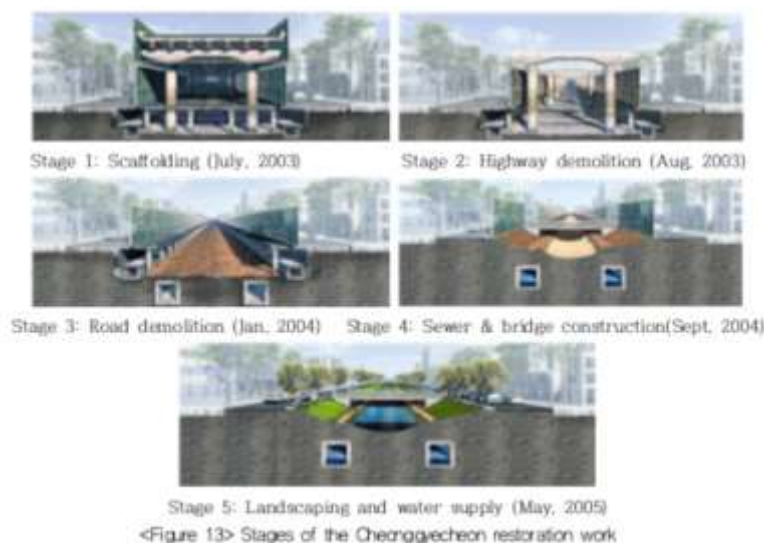 Stage 1: Scaffolding (July, 2003)
Stage 2: Highway demolition (Aug, 2003)
Stage 3: Road demolition (Jan, 2004)
Stage 4: Sewer & bridge construction(Sept, 2004)
Stage 5: Landscaping and water supply (May, 2005)
<Figure 13> Stages of the Cheonggyecheon restoration work